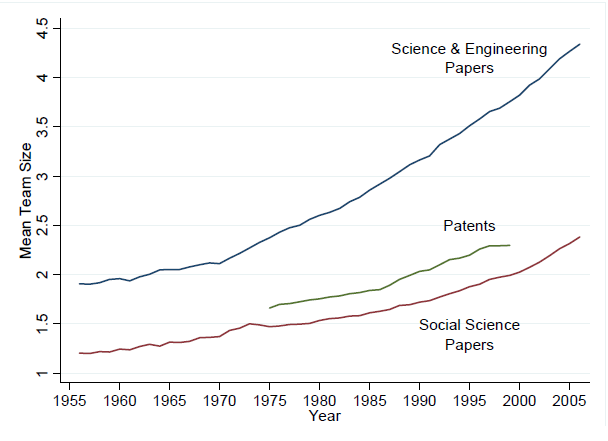 4.5
4
3.5
3
2.5
2
1.5
1
Mean Team Size
Science & Engineering
Papers
Patents
Social Science
Papers
1955 1960 1965 1970 1975 1980 1985 1990 1995 2000 2005
Year